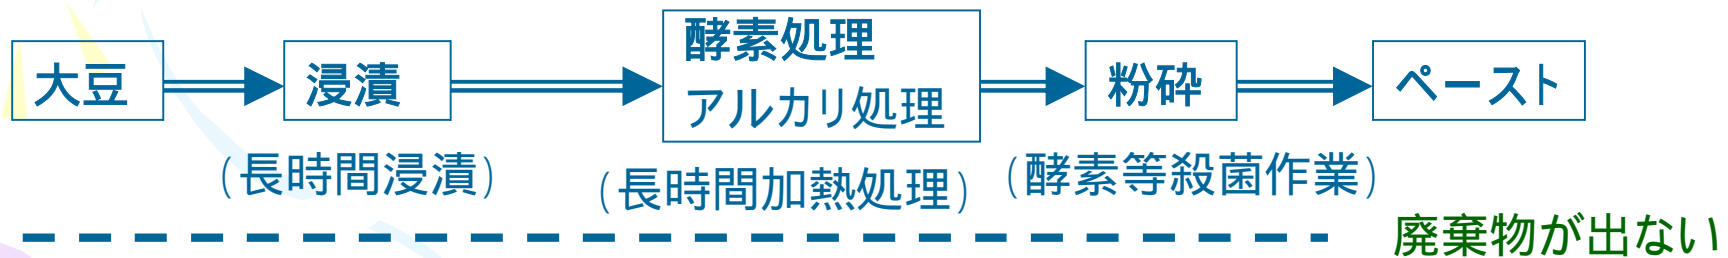 大豆
浸漬
酵素処理
アルカリ処理
粉砕
ペースト
(長時間浸漬)
(長時間加熱処理)
(酵素等殺菌作業)
廃棄物が出ない